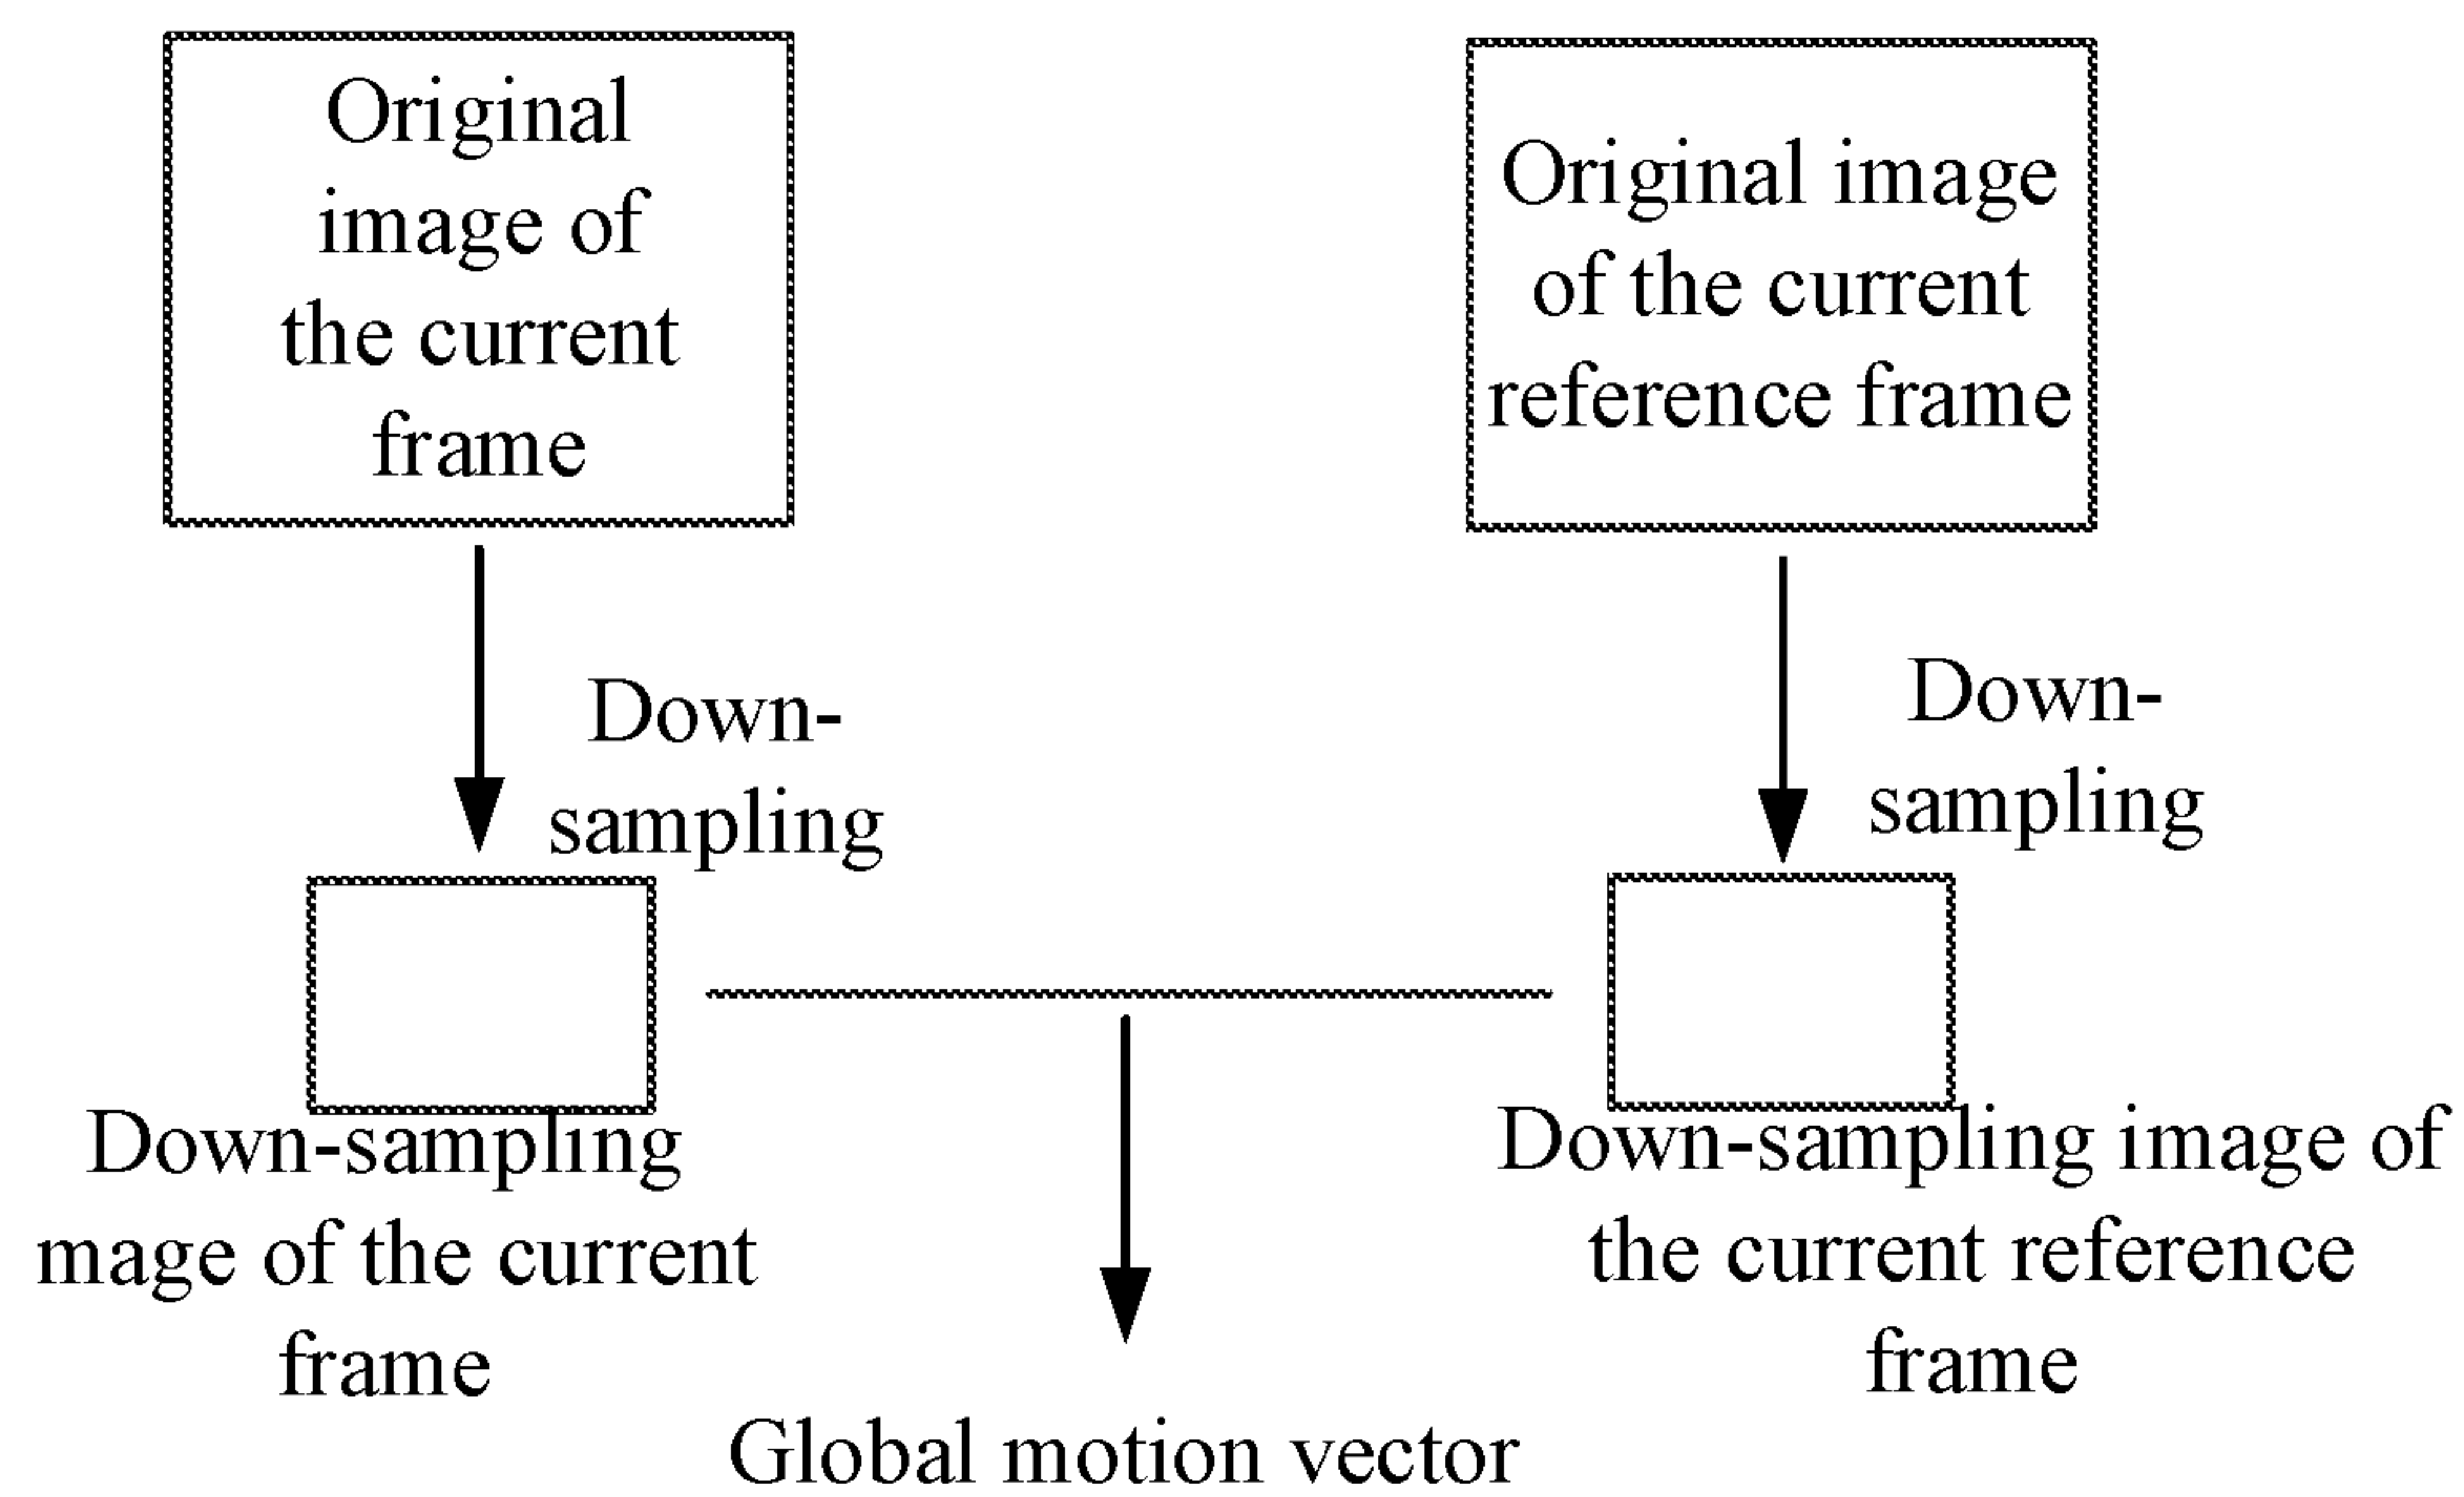 Original
image of
the current
frame
Original image
of the current
reference frame
Down-
sampling
Down-
sampling
Down-sampling
mage of the current
frame
Down-sampling image of
the current reference
frame
Global motion vector